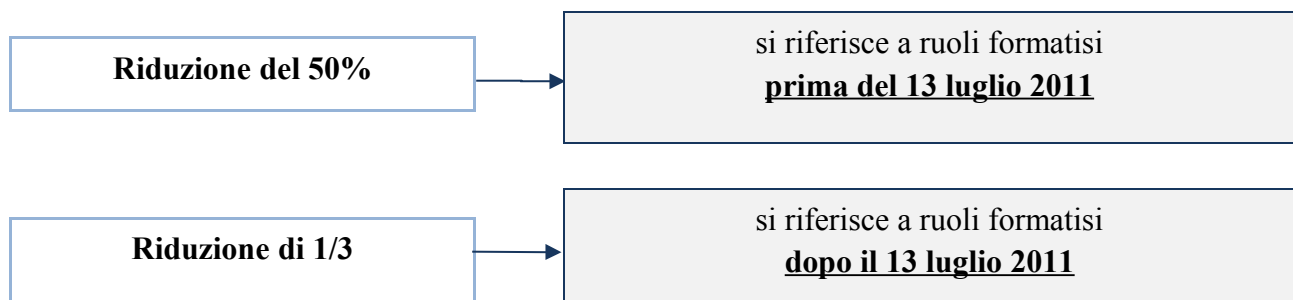 Riduzione del 50%
si riferisce a ruoli formatisi
prima del 13 luglio 2011
Riduzione di 1/3
si riferisce a ruoli formatisi
dopo il 13 luglio 2011